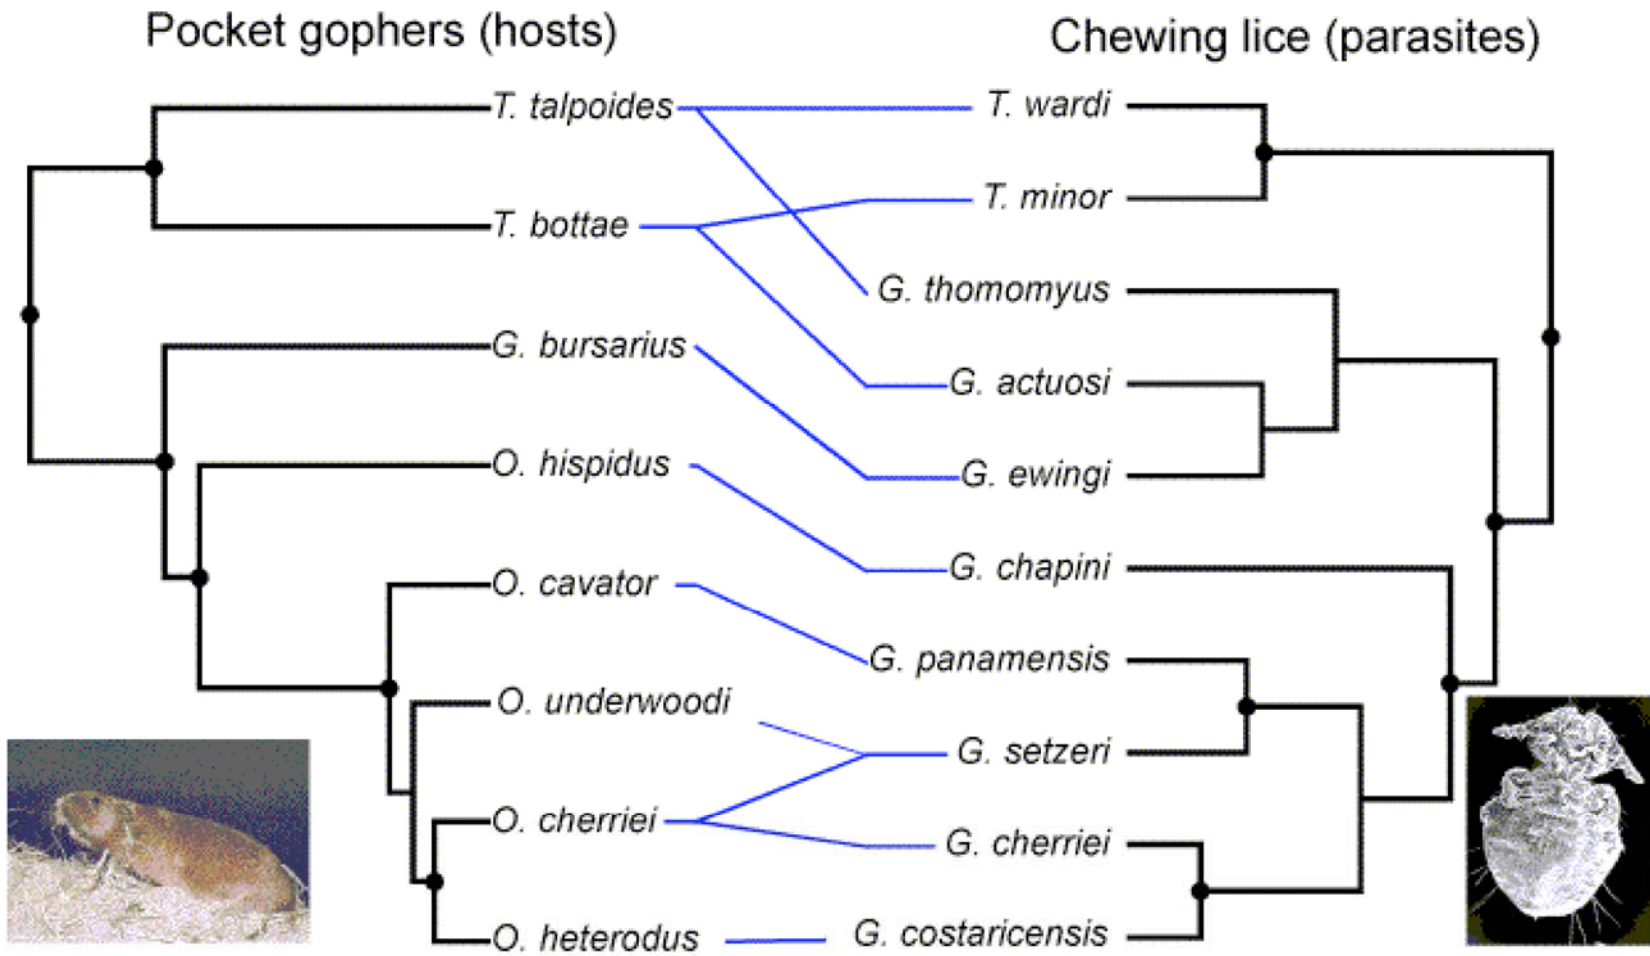 Pocket gophers (hosts)
Chewing lice (parasites)
T. talpoides
T. bottae
G. bursarius
O. hispidus
O. cavator
O. underwoodi
O. cherriei
O. heterodus
T. wardi
T. minor
G. thomomyus
G. actuosi
G. ewingi
G. chapini
G. panamensis
G. setzeri
G. cherriei
G. costaricensis